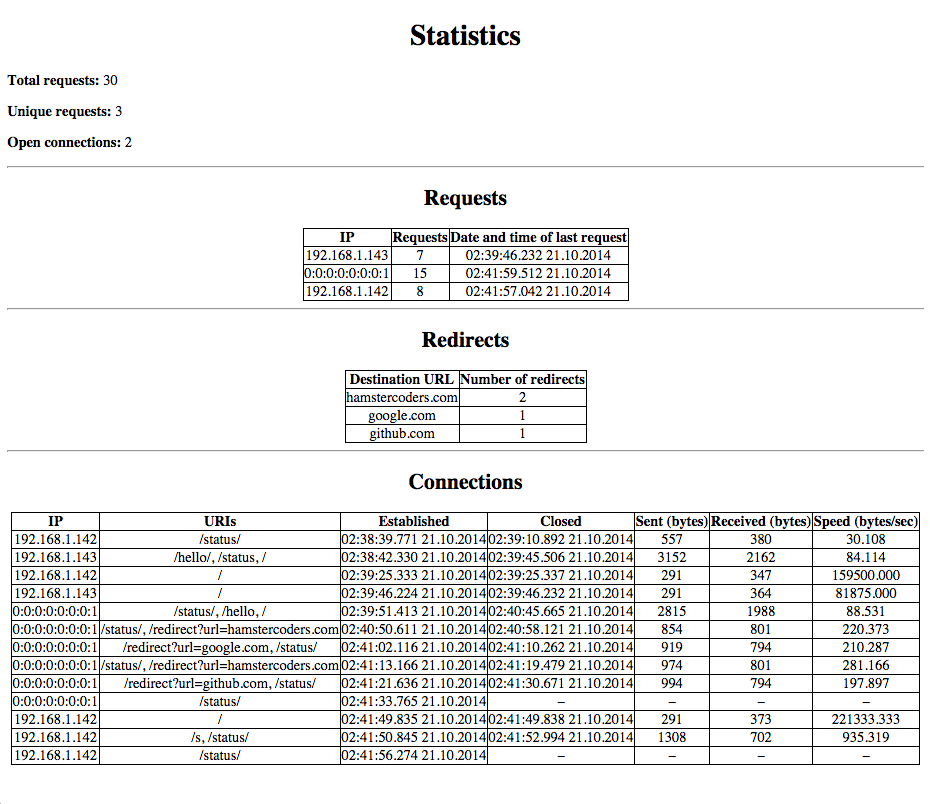 Statistics
Total requests: 30
Unique requests: 3
Open connections: 2
Requests
IP Requests Date and time of last request
192.168.1.143 7 02:39:46.232 21.10.2014
0:0:0:0:0:0:0:1 15 02:41:59.512 21.10.2014
192.168.1.142 8 02:41:57.042 21.10.2014
Redirects
Destination URL Number of redirects
hamstercoders.com 2
google.com 1
github.com 1
Connections
IP URIs Established Closed Sent (bytes) Received (bytes) Speed (bytes/sec)
192.168.1.142 /status/ 02:38:39.771 21.10.2014 02:39:10.892 21.10.2014 557 380 30.108
192.168.1.143 /hello/, /status, / 02:38:42.330 21.10.2014 02:39:45.506 21.10.2014 3152 2162 84.114
192.168.1.142 / 02:39:25.333 21.10.2014 02:39:25.337 21.10.2014 291 347 159500.000
192.168.1.143 / 02:39:46.224 21.10.2014 02:39:46.232 21.10.2014 291 364 81875.000
0:0:0:0:0:0:0:1 /status/, /hello, / 02:39:51.413 21.10.2014 02:40:45.665 21.10.2014 2815 1988 88.531
0:0:0:0:0:0:0:1 /status/, /redirect?url=hamstercoders.com 02:40:50.611 21.10.2014 02:40:58.121 21.10.2014 854 801 220.373
0:0:0:0:0:0:0:1 /redirect?url=google.com, /status/ 02:41:02.116 21.10.2014 02:41:10.262 21.10.2014 919 794 210.287
0:0:0:0:0:0:0:1 /status/, /redirect?url=hamstercoders.com 02:41:13.166 21.10.2014 02:41:19.479 21.10.2014 974 801 281.166
0:0:0:0:0:0:0:1 /redirect?url=github.com, /status/ 02:41:21.636 21.10.2014 02:41:30.671 21.10.2014 994 794 197.897
0:0:0:0:0:0:0:1 /status/ 02:41:33.765 21.10.2014 – – – –
192.168.1.142 / 02:41:49.835 21.10.2014 02:41:49.838 21.10.2014 291 373 221333.333
192.168.1.142 /s, /status/ 02:41:50.845 21.10.2014 02:41:52.994 21.10.2014 1308 702 935.319
192.168.1.142 /status/ 02:41:56.274 21.10.2014 – – – –